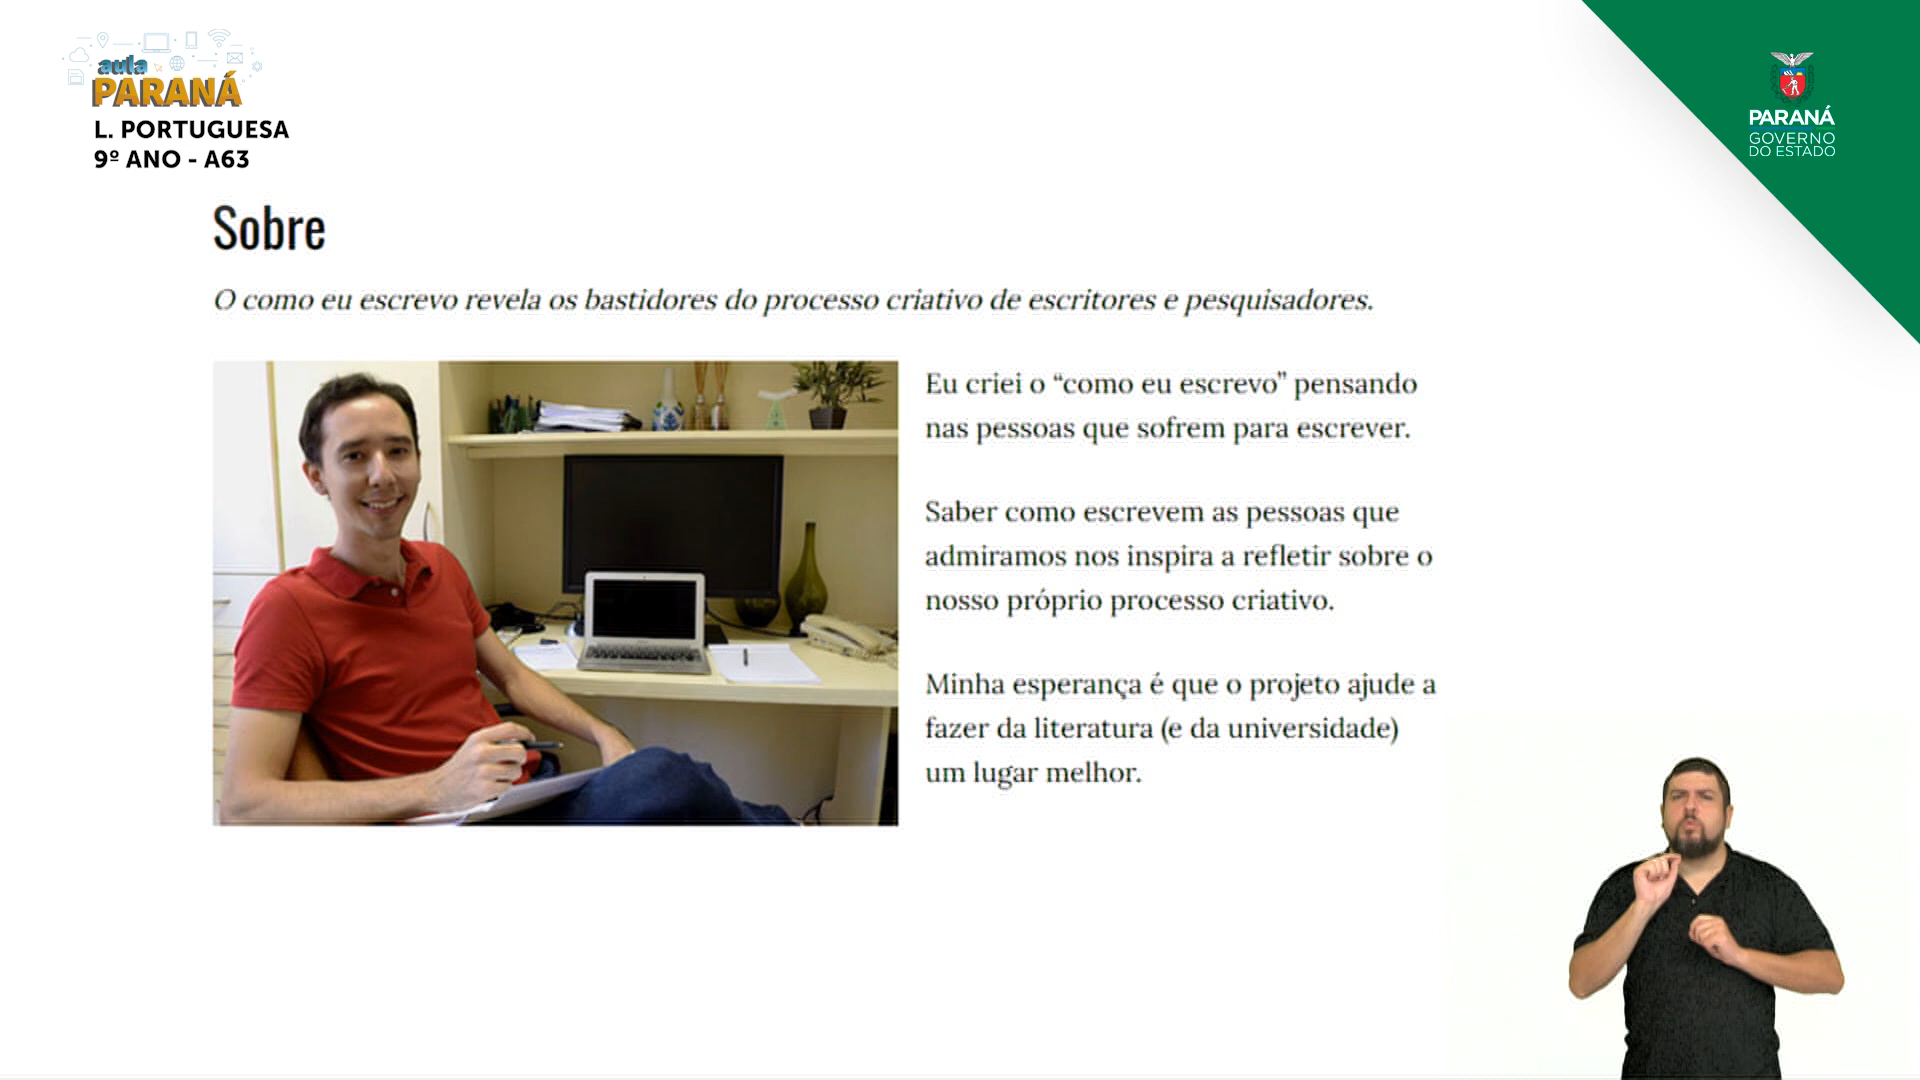 aula
PARANÁ
L. PORTUGUESA
9º ANO - A63
PARANÁ
GOVERNO
DO ESTADO
Sobre
O como eu escrevo revela os bastidores do processo criativo de escritores e pesquisadores.
Eu criei o “como eu escrevo” pensando
nas pessoas que sofrem para escrever.
Saber como escrevem as pessoas que
admiramos nos inspira a refletir sobre o
nosso próprio processo criativo.
Minha esperança é que o projeto ajude a
fazer da literatura (e da universidade)
um lugar melhor.